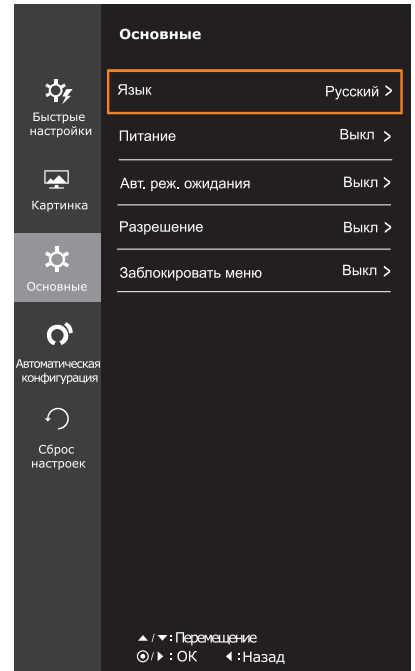 Основные
Быстрые
настройки
Картинка
Основные
Автоматическая
конфигурация
Сброс
настроек
Язык Русский >
Питание Выкл >
Авт. реж. ожидания Выкл >
Разрешение Выкл >
Заблокировать меню Выкл >
▲/▼:Перемещение
⦿/▶ : ОК ◀ :Назад